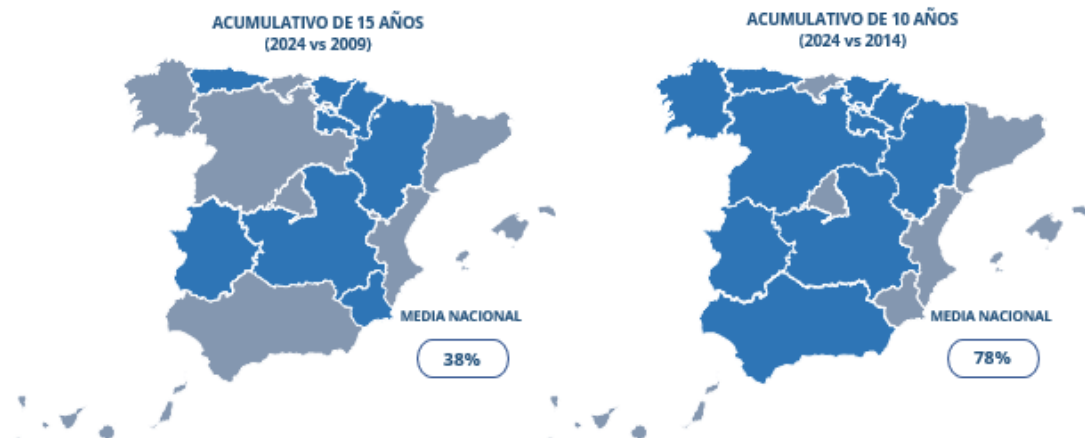 ACUMULATIVO DE 15 AÑOS
(2024 vs 2009)
MEDIA NACIONAL
38%
ACUMULATIVO DE 10 AÑOS
(2024 vs 2014)
MEDIA NACIONAL
78%